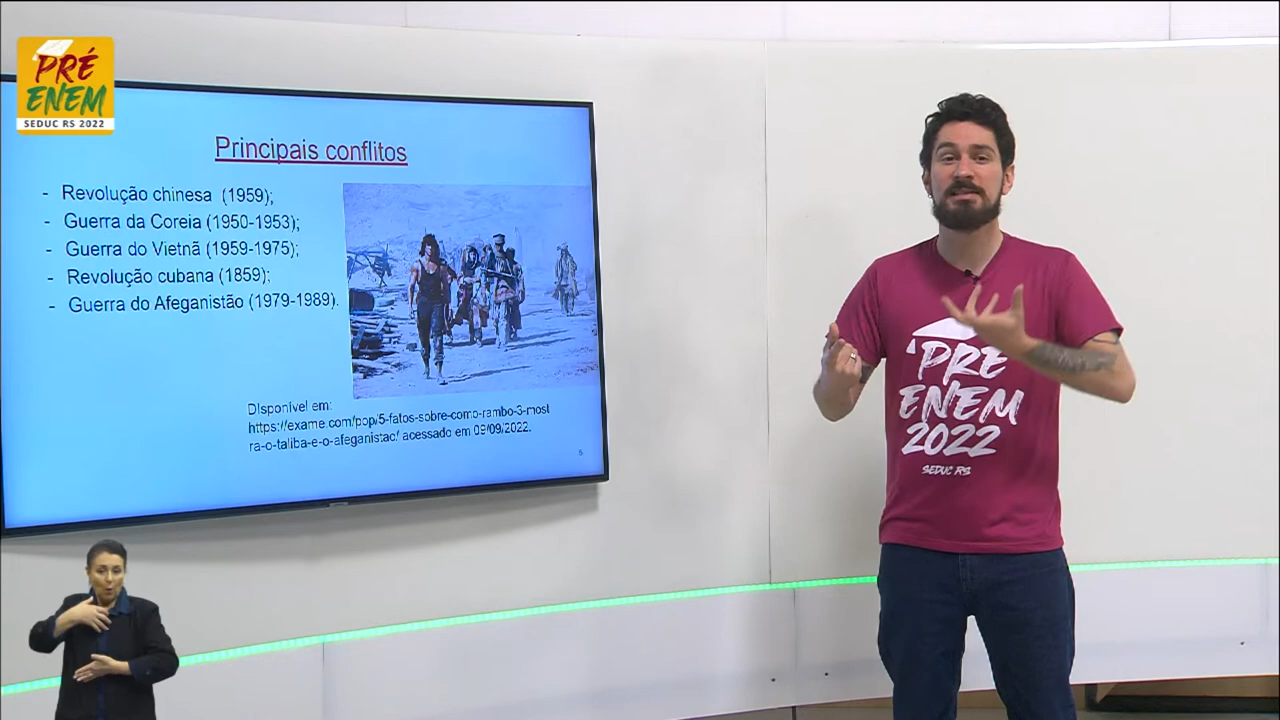 PRÉ
ENEM
SEDUC RS 2022
Principais conflitos
- Revolução chinesa (1959);
- Guerra da Coreia (1950-1953);
- Guerra do Vietnã (1959-1975);
- Revolução cubana (1859);
- Guerra do Afeganistão (1979-1989).
Disponível em:
https://exame.com/pop/5-fatos-sobre-como-rambo-3-most
ra-o-taliba-e-o-afeganistao/ acessado em 09/09/2022.
5
PRÉ
ENEM
2022
SEDUC RS